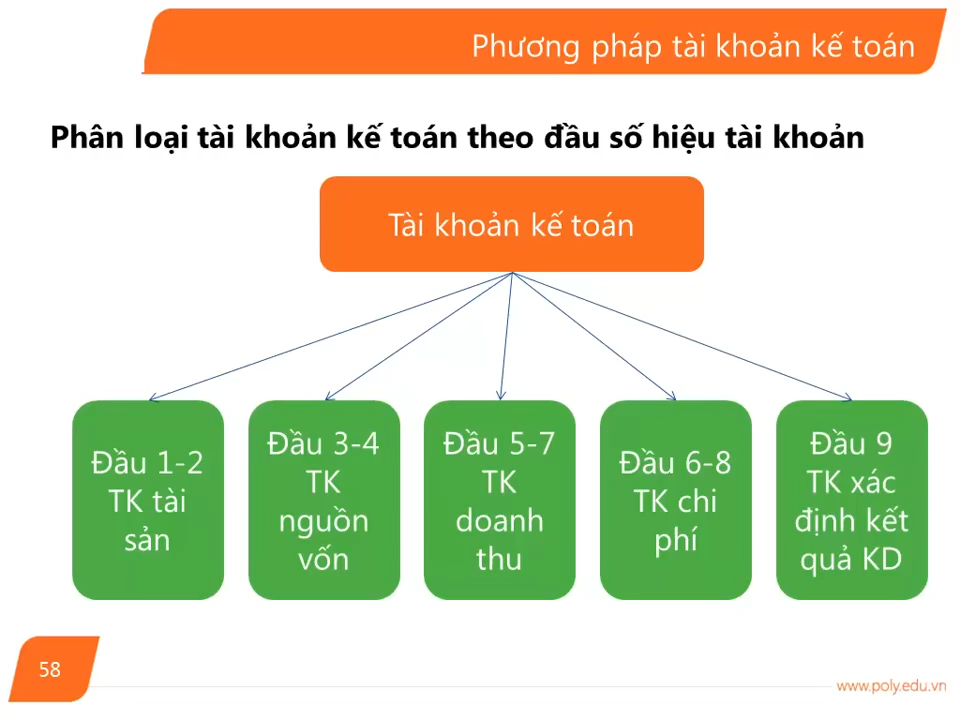 Phương pháp tài khoản kế toán
Phân loại tài khoản kế toán theo đầu số hiệu tài khoản
Tài khoản kế toán
Đầu 1-2
TK tài
sản
Đầu 3-4
TK
nguồn
vốn
Đầu 5-7
TK
doanh
thu
Đầu 6-8
TK chi
phí
Đầu 9
TK xác
định kết
quả KD
58
www.poly.edu.vn